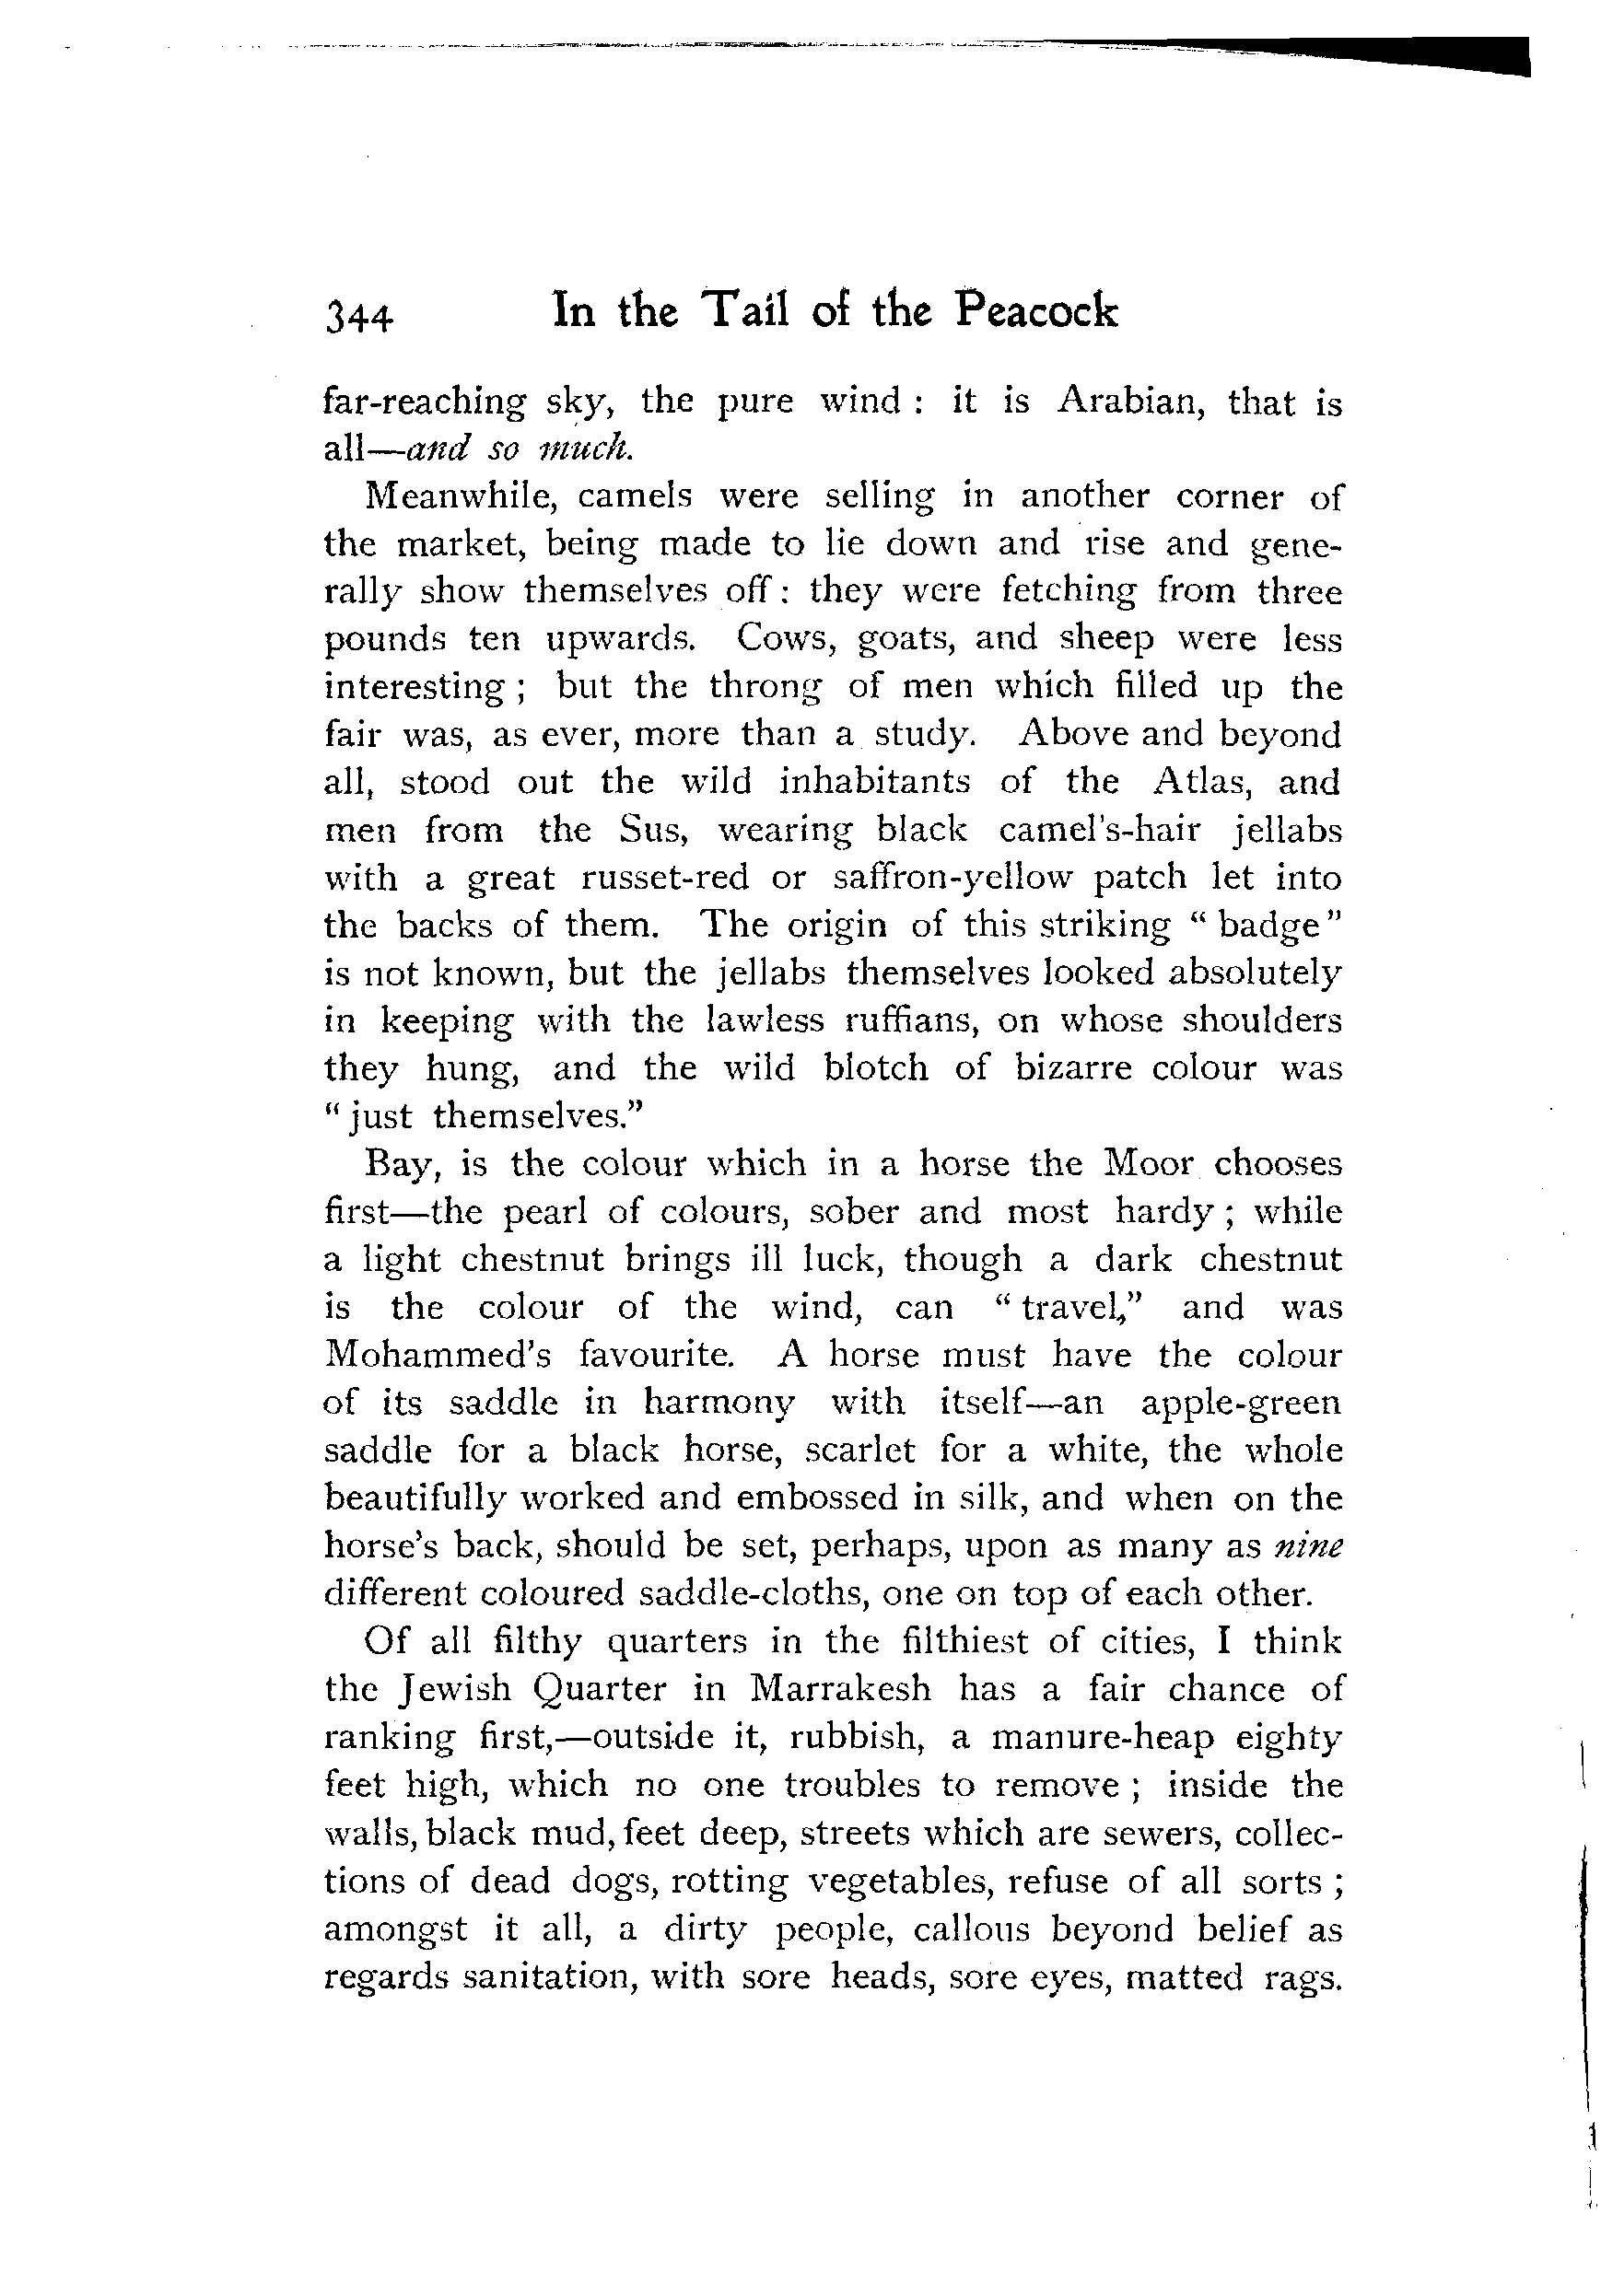 344 In the Tail of the Peacock
far-reaching sky, the pure wind : it is Arabian, that is
all—and so much.
Meanwhile, camels were selling in another corner of
the market, being made to lie down and rise and gene-
rally show themselves off : they were fetching from three
pounds ten upwards. Cows, goats, and sheep were less
interesting ; but the throng of men which filled up the
fair was, as ever, more than a study. Above and beyond
all, stood out the wild inhabitants of the Atlas, and
men from the Sus, wearing black camel's-hair jellabs
with a great russet-red or saffron-yellow patch let into
the backs of them. The origin of this striking “ badge ”
is not known, but the jellabs themselves looked absolutely
in keeping with the lawless ruffians, on whose shoulders
they hung, and the wild blotch of bizarre colour was
“ just themselves.”
Bay, is the colour which in a horse the Moor chooses
first—the pearl of colours, sober and most hardy ; while
a light chestnut brings ill luck, though a dark chestnut
is the colour of the wind, can “ travel,” and was
Mohammed's favourite. A horse must have the colour
of its saddle in harmony with itself—an apple-green
saddle for a black horse, scarlet for a white, the whole
beautifully worked and embossed in silk, and when on the
horse's back, should be set, perhaps, upon as many as nine
different coloured saddle-cloths, one on top of each other.
Of all filthy quarters in the filthiest of cities, I think
the Jewish Quarter in Marrakesh has a fair chance of
ranking first,—outside it, rubbish, a manure-heap eighty
feet high, which no one troubles to remove ; inside the
walls, black mud, feet deep, streets which are sewers, collec-
tions of dead dogs, rotting vegetables, refuse of all sorts ;
amongst it all, a dirty people, callous beyond belief as
regards sanitation, with sore heads, sore eyes, matted rags.